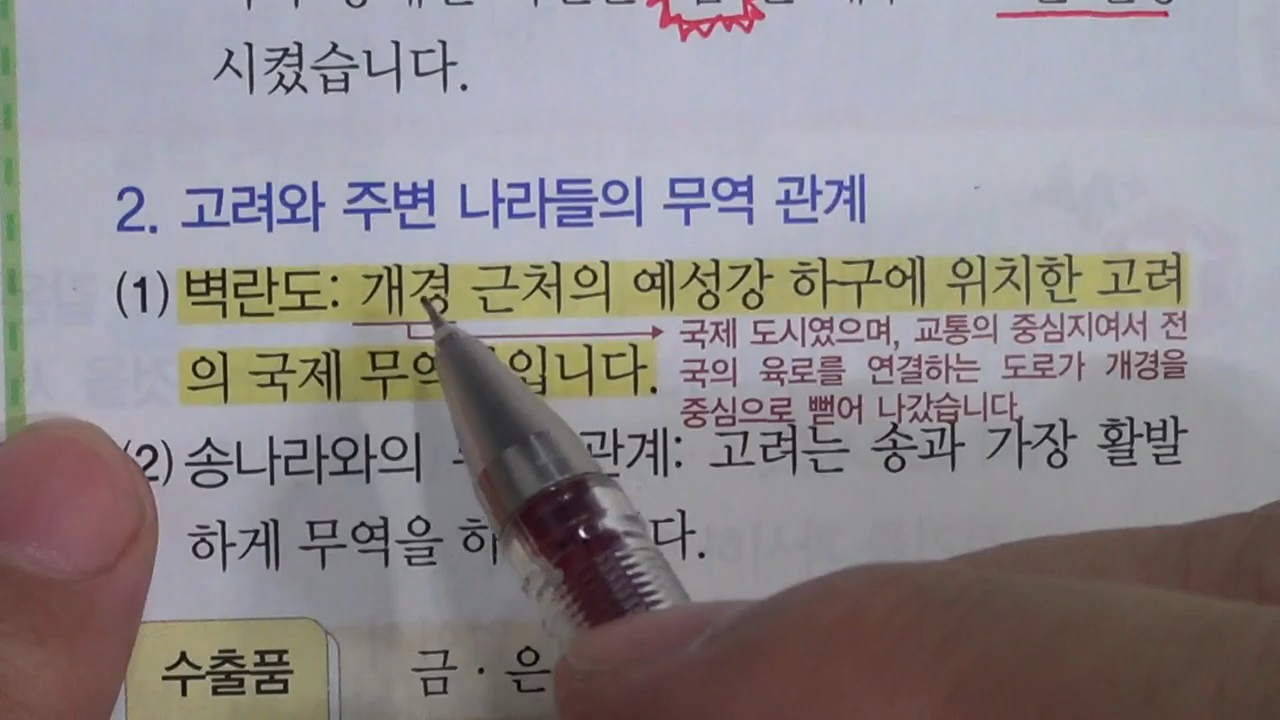 시켰습니다.
2. 고려와 주변 나라들의 무역 관계
(1) 벽란도: 개경 근처의 예성강 하구에 위치한 고려
의 국제 무역 입니다.
국제 도시였으며, 교통의 중심지여서 전
국의 육로를 연결하는 도로가 개경을
중심으로 뻗어 나갔습니다.
(2) 송나라와의 관계: 고려는 송과 가장 활발
하게 무역을 다.
수출품 금·은